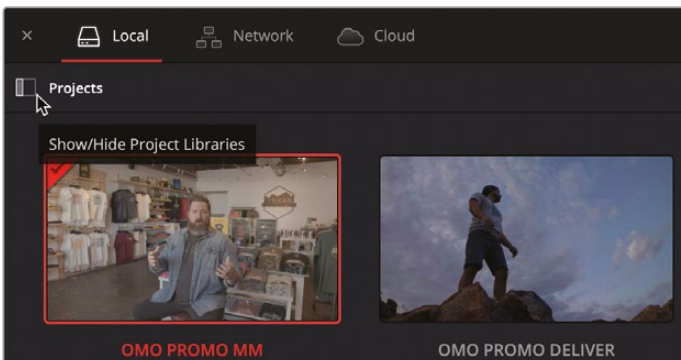 Local
Network
Cloud
Projects
Show/Hide Project Libraries
OMO PROMO MM
OMO PROMO DELIVER